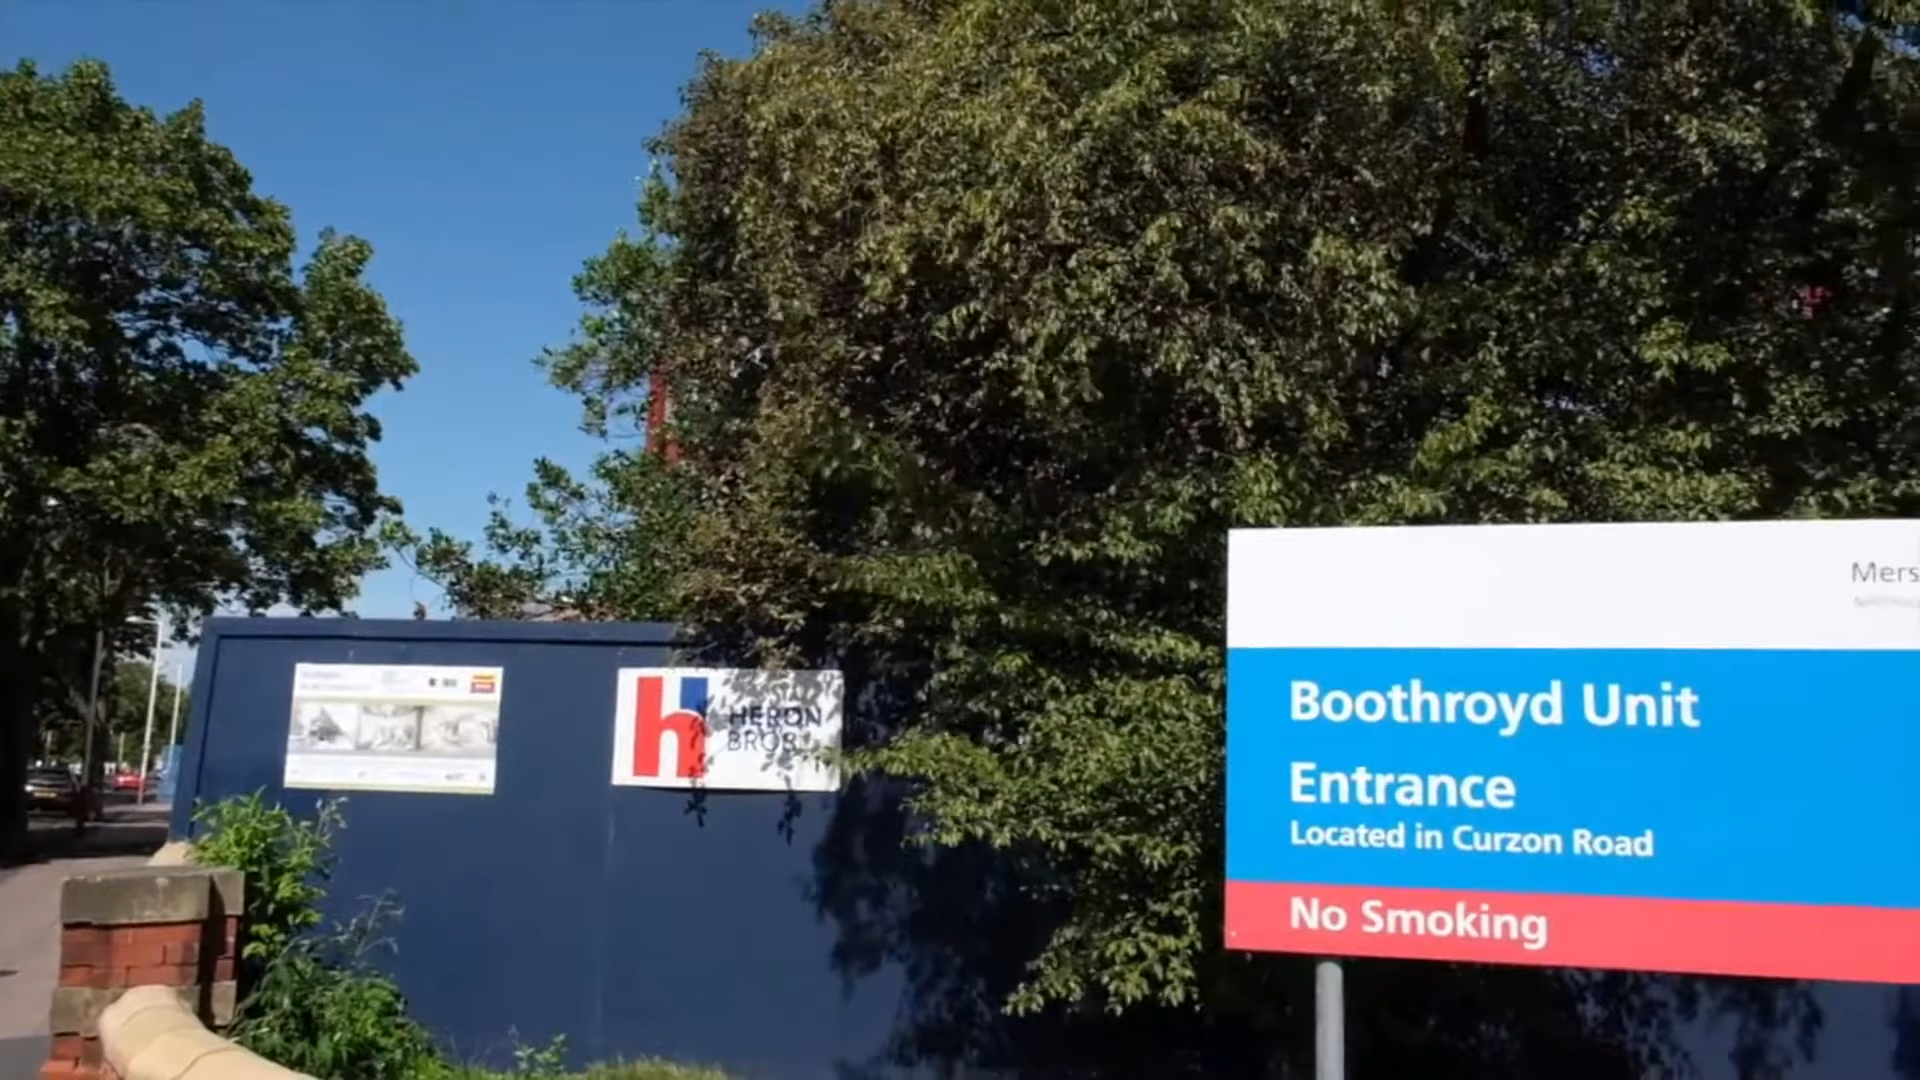 Mers
Boothroyd Unit
Entrance
Located in Curzon Road
No Smoking
h
HERON
BROS